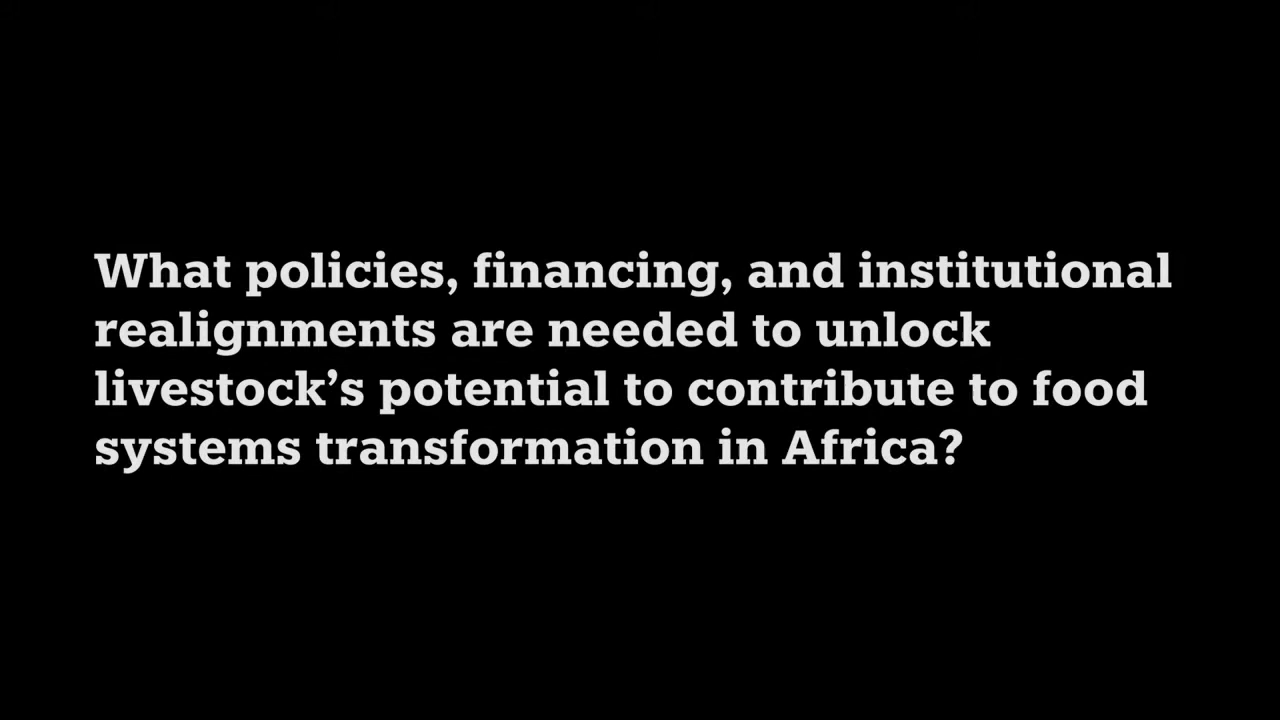 What policies, financing, and institutional
realignments are needed to unlock
livestock’s potential to contribute to food
systems transformation in Africa?